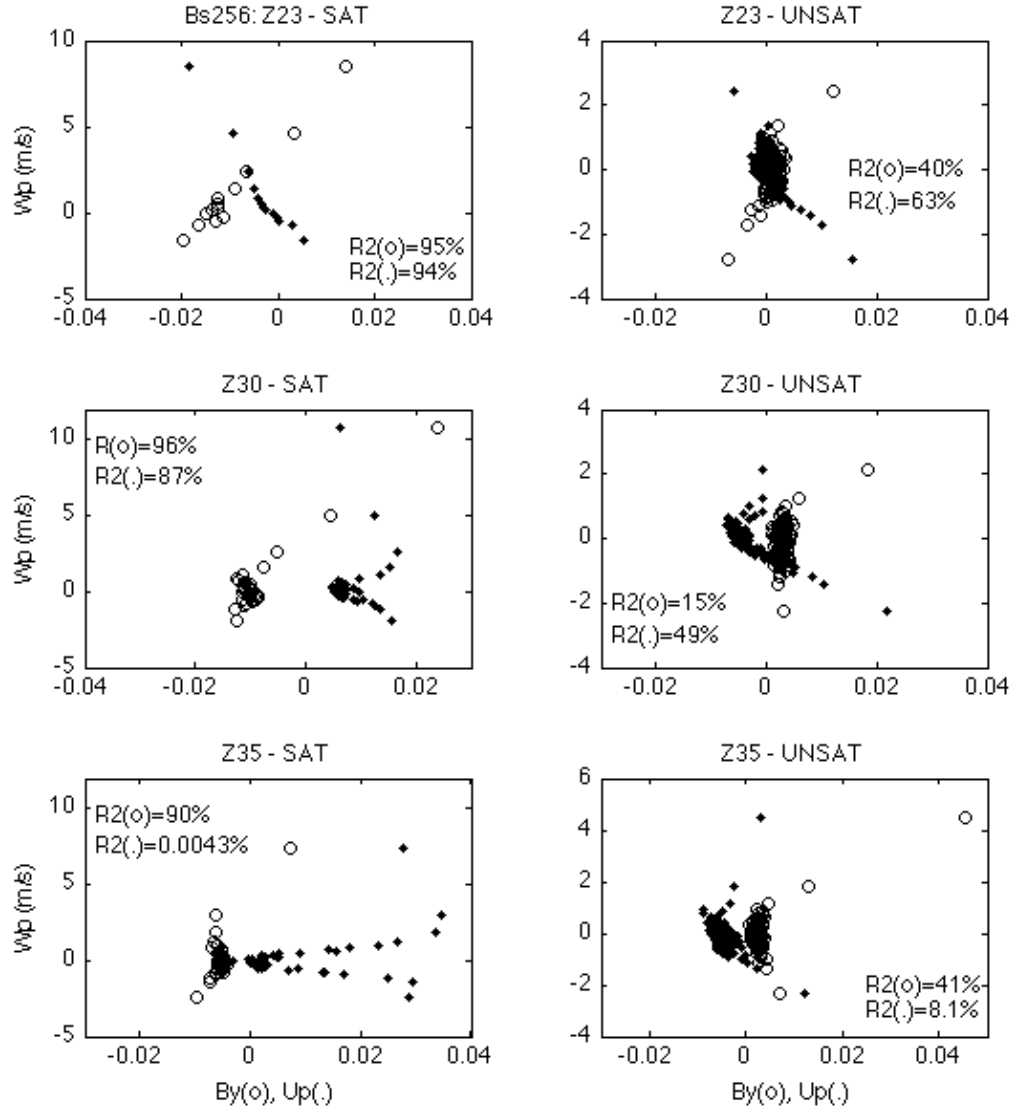 Bs256: Z23 - SAT
10
5
0
-5
Wp (m/s)
R2(o)=95%
R2(.)=94%
-0.04 -0.02 0 0.02 0.04
Z23 - UNSAT
4
2
0
-2
-4
R2(o)=40%
R2(.)=63%
-0.02 0 0.02 0.04
Z30 - SAT
10
5
0
-5
Wp (m/s)
R(o)=96%
R2(.)=87%
-0.04 -0.02 0 0.02
Z30 - UNSAT
4
2
0
-2
-4
R2(o)=15%
R2(.)=49%
-0.02 0 0.02 0.04
Z35 - SAT
10
5
0
-5
Wp (m/s)
R2(o)=90%
R2(.)=0.0043%
-0.02 0 0.02 0.04
By(o), Up(.)
Z35 - UNSAT
6
4
2
0
-2
-4
R2(o)=41%
R2(.)=8.1%
-0.02 0 0.02 0.04
By(o), Up(.)